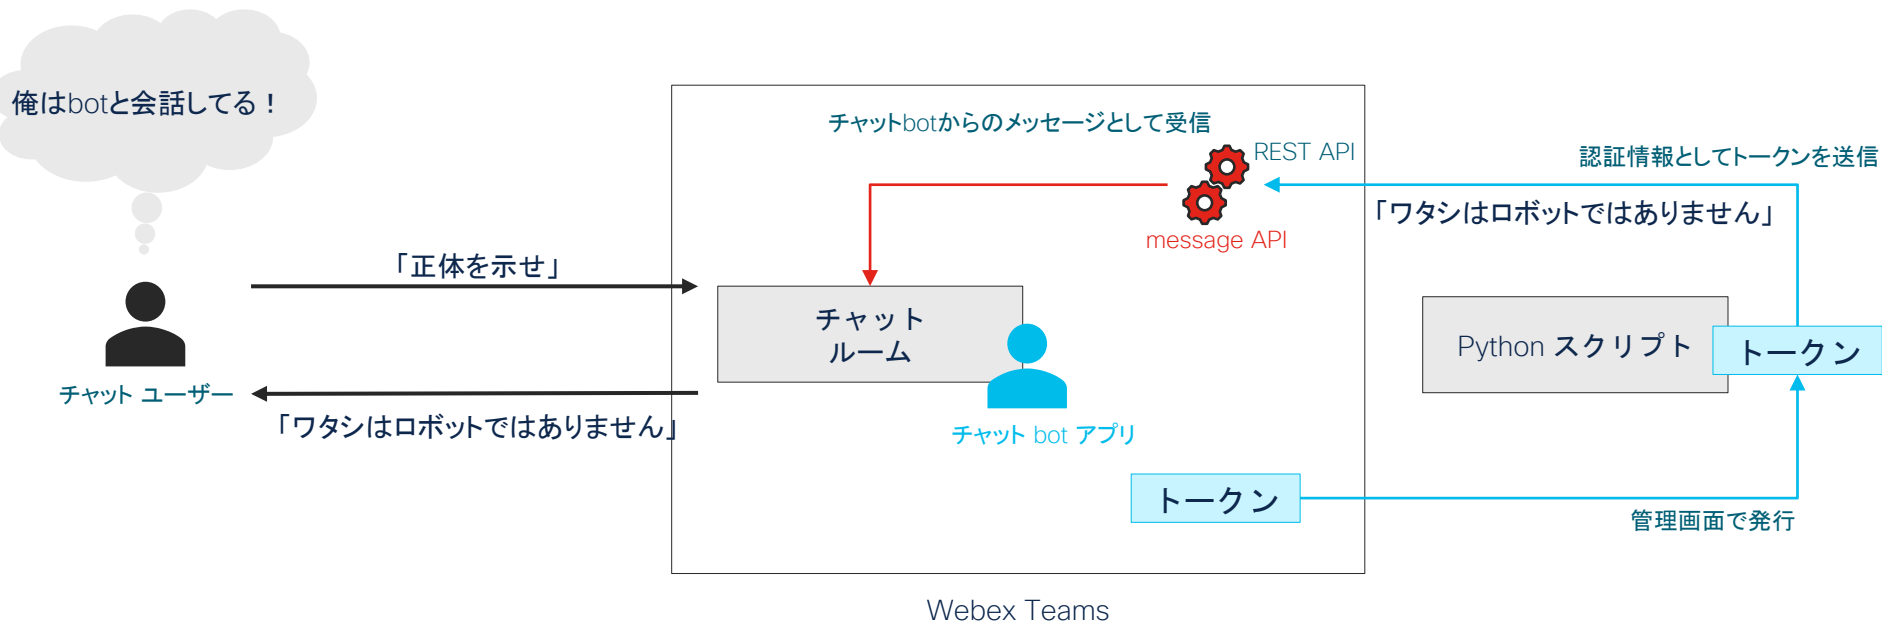 俺はbotと会話してる！
チャットbotからのメッセージとして受信
REST API
認証情報としてトークンを送信
「ワタシはロボットではありません」
message API
「正体を示せ」
チャット
ルーム
Python スクリプト
トークン
チャット ユーザー
「ワタシはロボットではありません」
チャット bot アプリ
トークン
管理画面で発行
Webex Teams